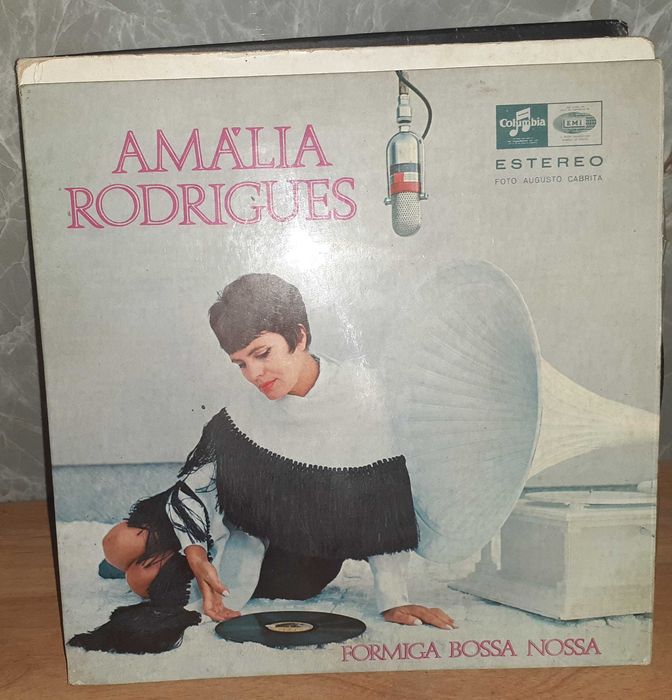 AMÁLIA
RODRIGUES
Columbia
EMI
ESTEREO
FOTO AUGUSTO CABRITA
FORMIGA BOSSA NOSSA